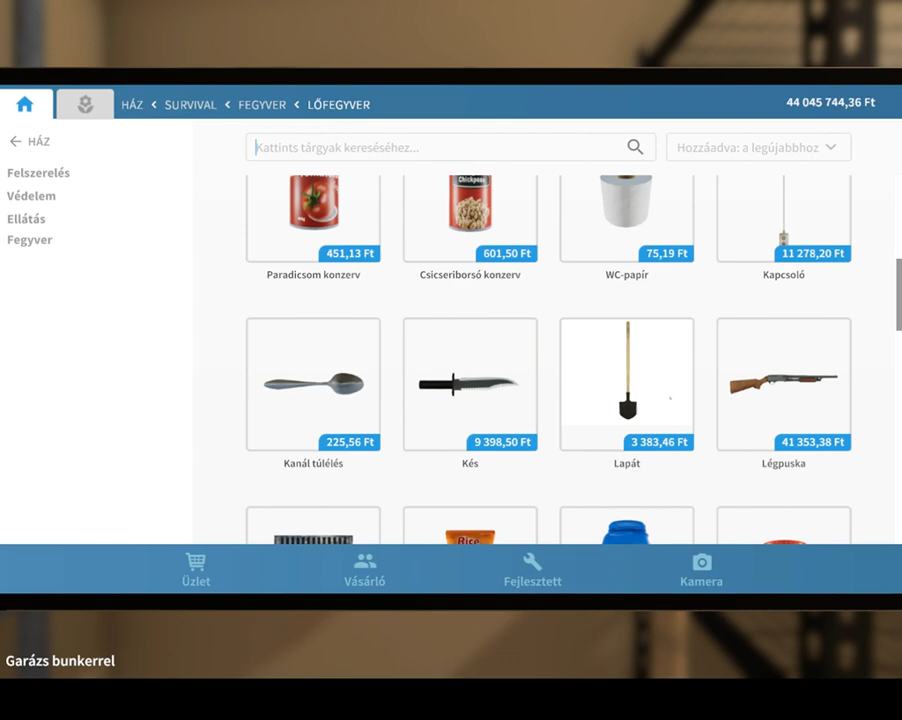 HÁZ < SURVIVAL < FEGYVER < LŐFEGYVER
44 045 744,36 Ft
← HÁZ
Felszerelés
Védelem
Ellátás
Fegyver
Kattints tárgyak kereséséhez...
Hozzáadva: a legújabbhoz
Chickpeas
451,13 Ft
601,50 Ft
75,19 Ft
11 278,20 Ft
Paradicsom konzerv
Csicseriborsó konzerv
WC-papír
Kapcsoló
225,56 Ft
9 398,50 Ft
3 383,46 Ft
41 353,38 Ft
Kanál túlélés
Kés
Lapát
Légpuska
Rice
Üzlet
Vásárló
Fejlesztett
Kamera
Garázs bunkerrel